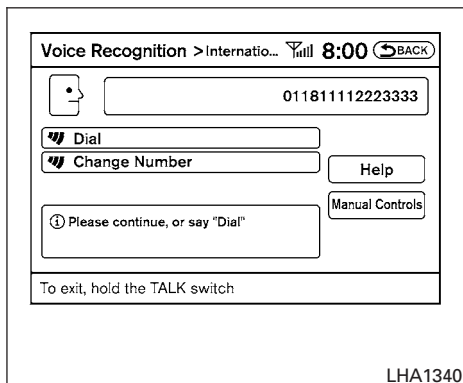 Voice Recognition > Internatio... 8:00 BACK
011811112223333
Dial
Change Number
Help
Manual Controls
Please continue, or say "Dial"
To exit, hold the TALK switch
LHA1340